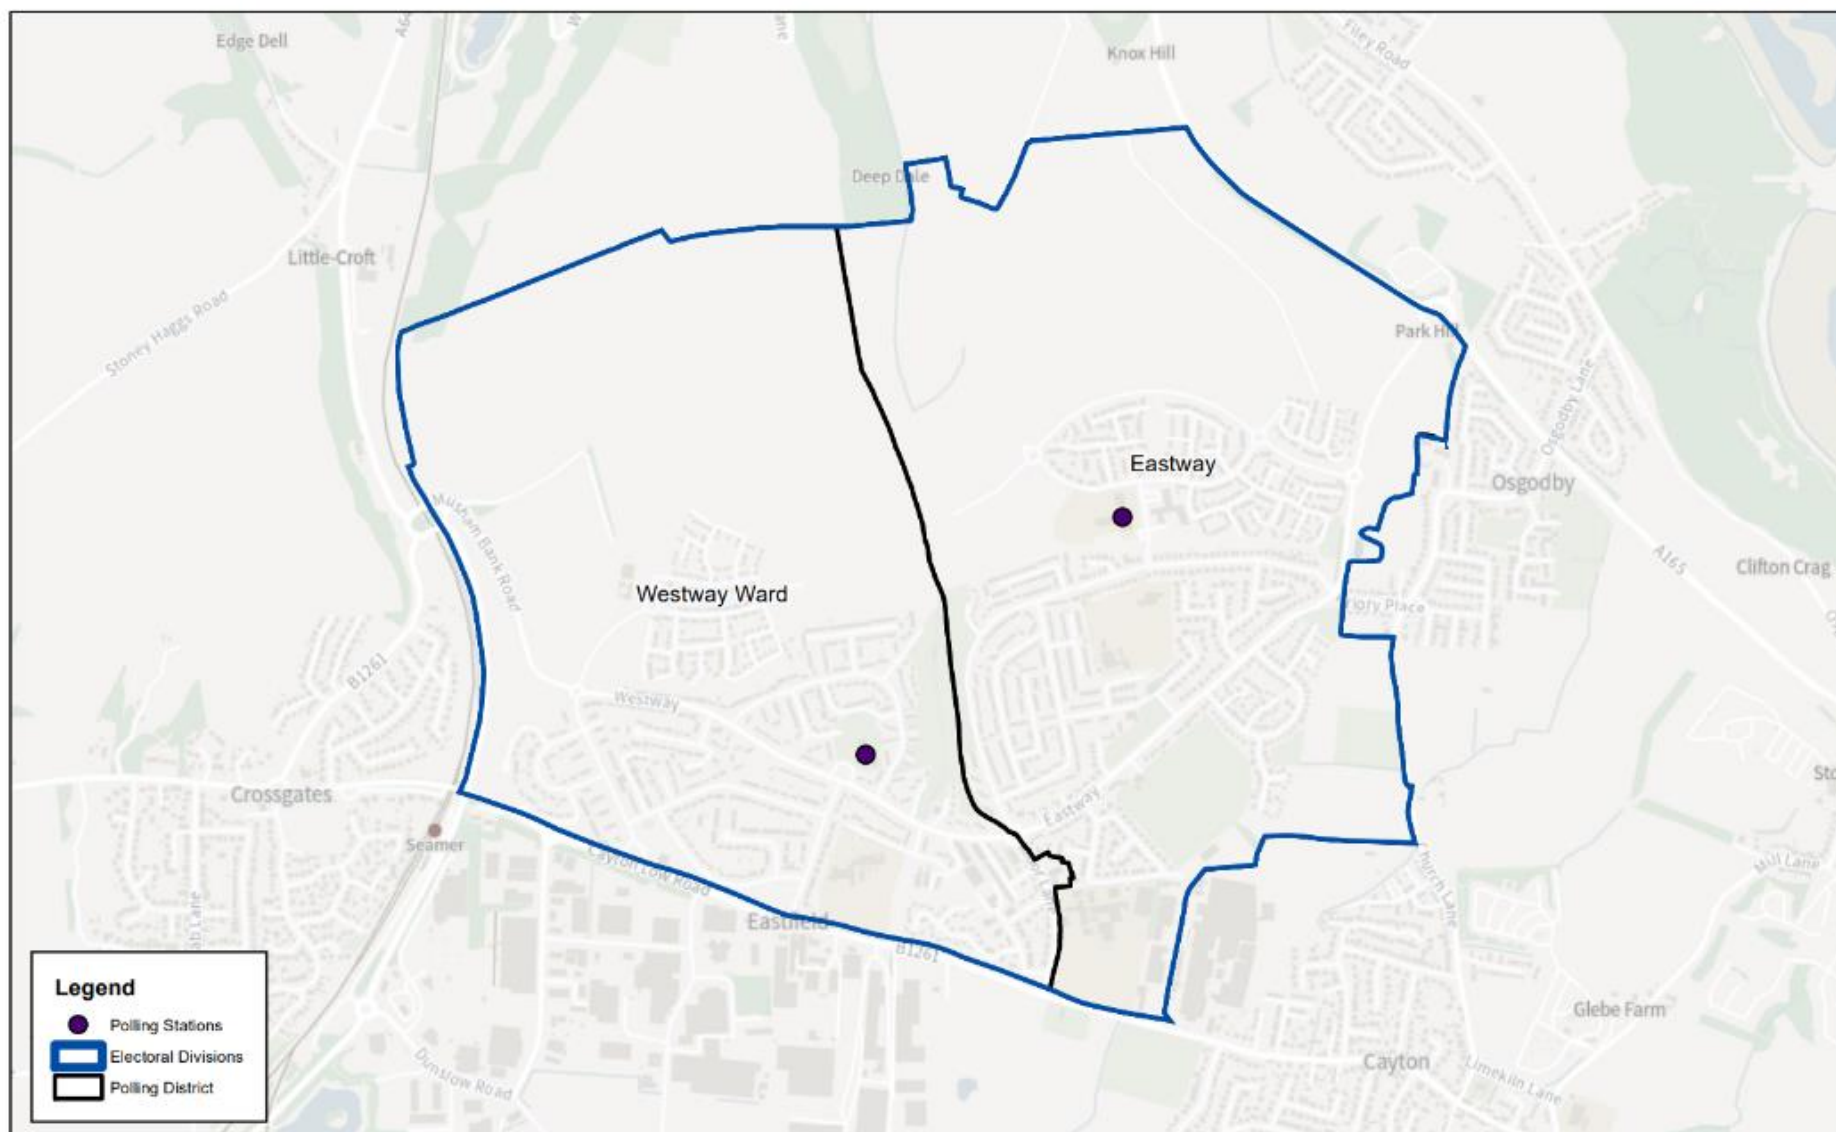 Edge Dell
A64
Knox Hill
Filey Road
Deep Dale
Little-Croft
Stoney Haggs Road
Park Hill
Osgodby Lane
Eastway
Osgodby
Musham Bank Road
A165
Clifton Crag
Westway Ward
B1261
Westway
Crossgates
Eastway
Seamer
Cayton Low Road
Church Lane
Mill Lane
Eastfield
B1261
Glebe Farm
Dunslow Road
Cayton
Limekiln Lane
Legend
Polling Stations
Electoral Divisions
Polling District